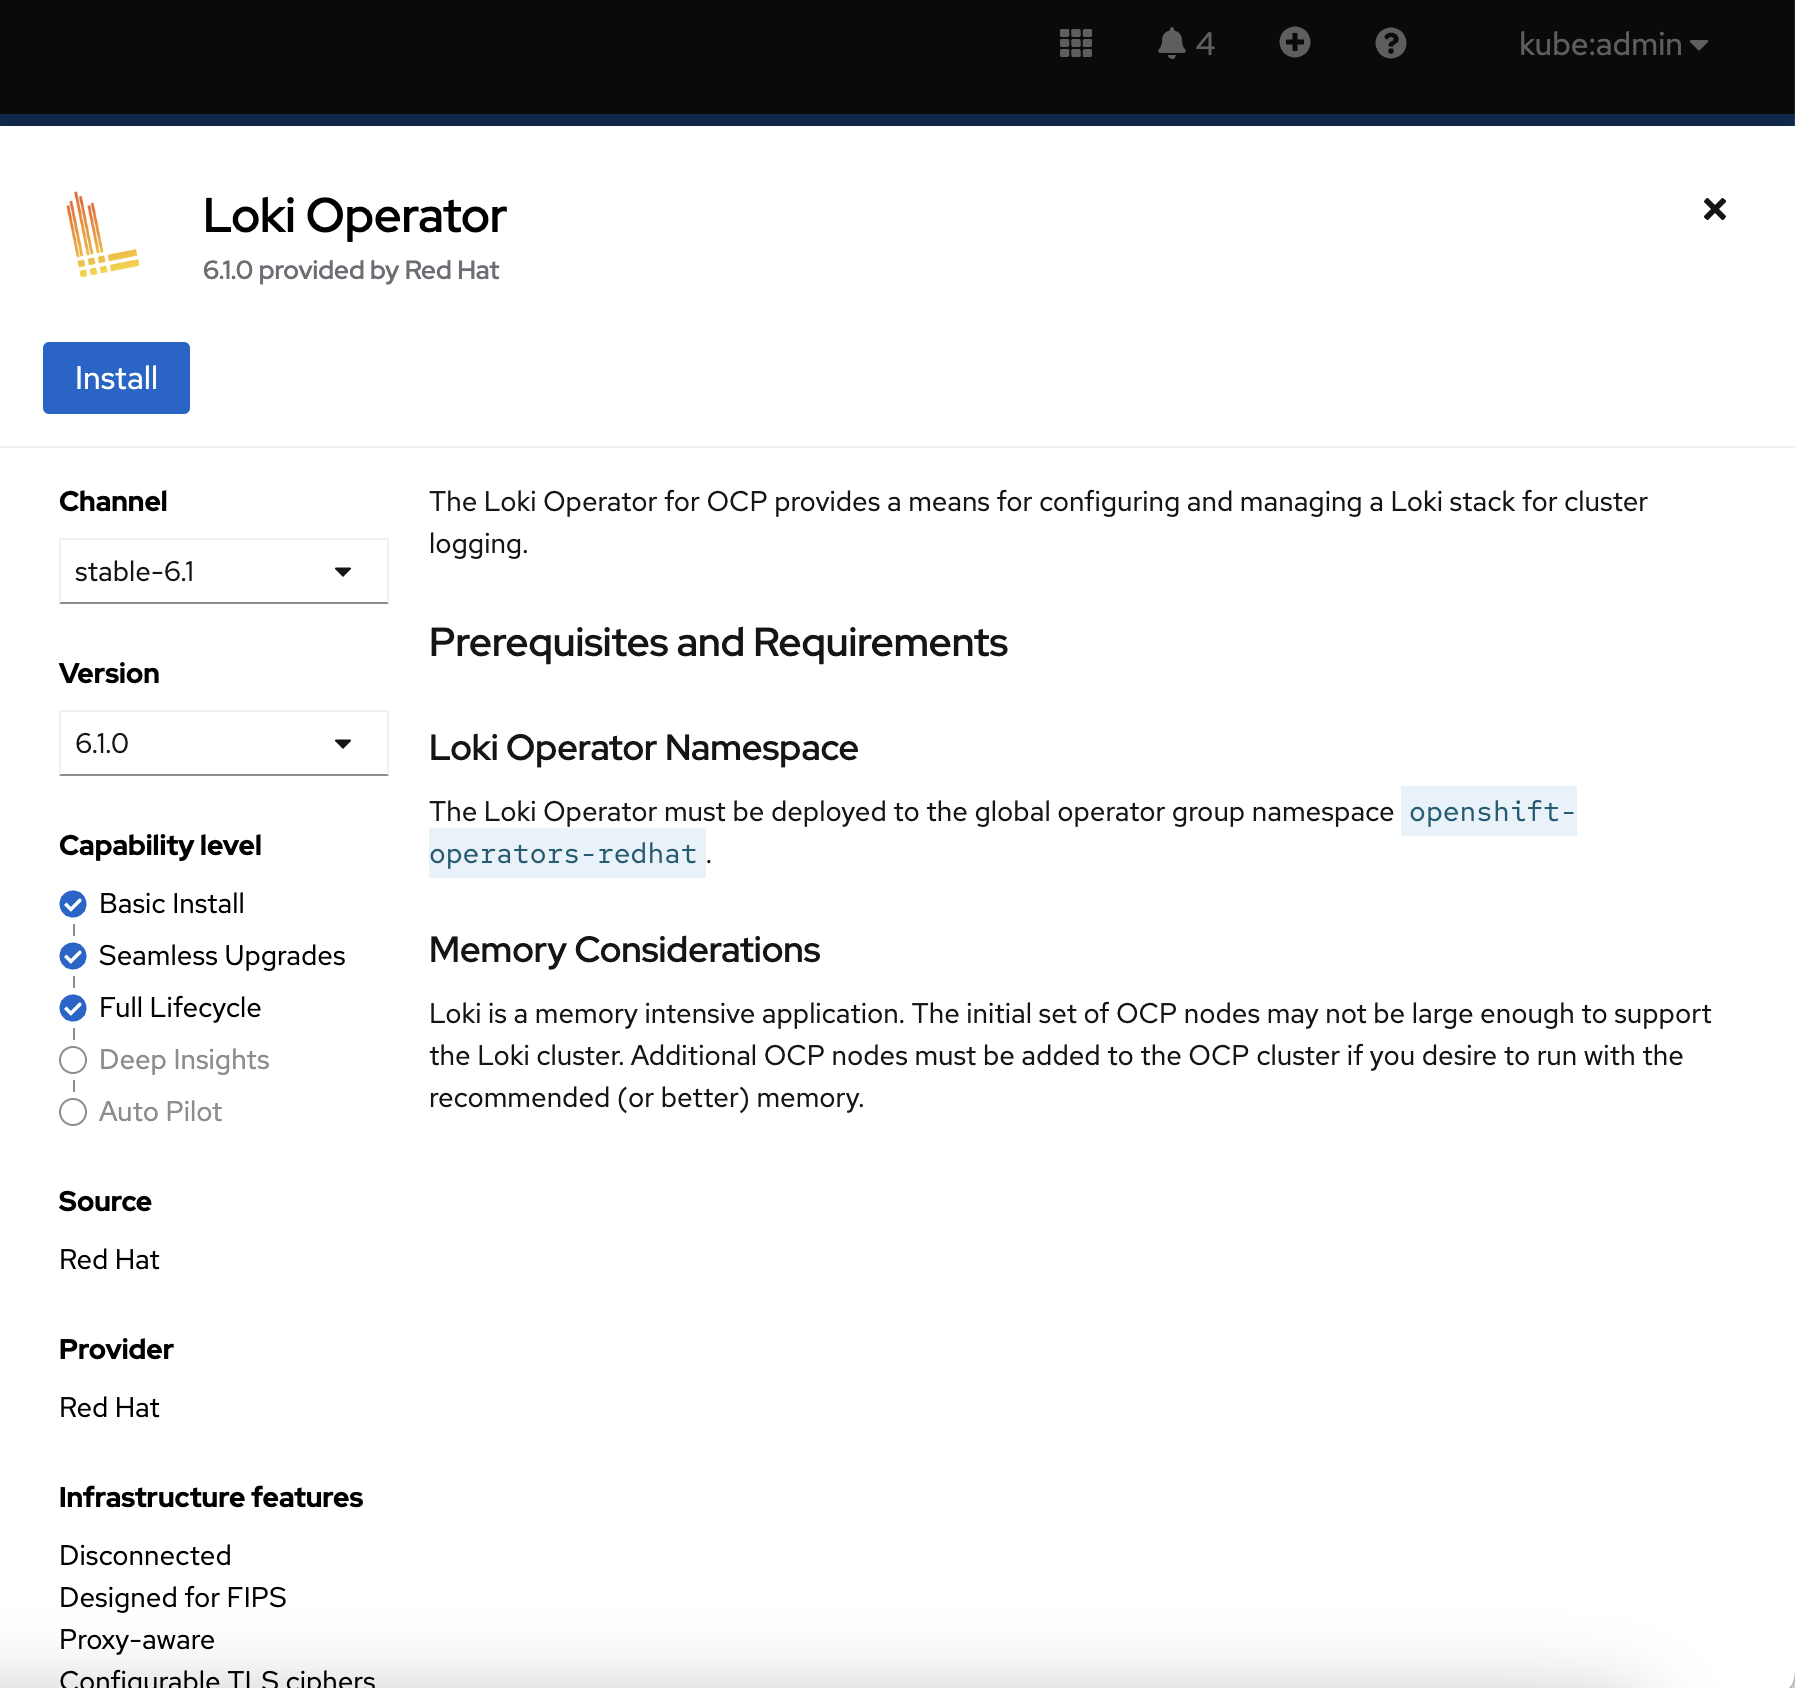 4
kube:admin
Loki Operator
6.1.0 provided by Red Hat
Install
Channel
stable-6.1
Version
6.1.0
Capability level
Basic Install
Seamless Upgrades
Full Lifecycle
Deep Insights
Auto Pilot
Source
Red Hat
Provider
Red Hat
Infrastructure features
Disconnected
Designed for FIPS
Proxy-aware
Configurable TLS ciphers
The Loki Operator for OCP provides a means for configuring and managing a Loki stack for cluster
logging.
Prerequisites and Requirements
Loki Operator Namespace
The Loki Operator must be deployed to the global operator group namespace openshift-
operators-redhat.
Memory Considerations
Loki is a memory intensive application. The initial set of OCP nodes may not be large enough to support
the Loki cluster. Additional OCP nodes must be added to the OCP cluster if you desire to run with the
recommended (or better) memory.